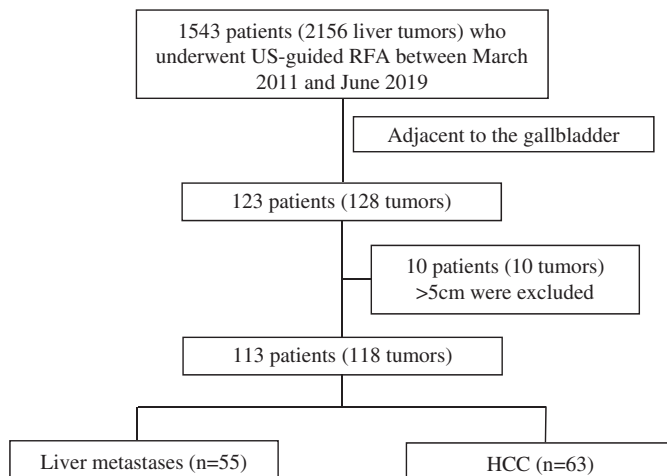 1543 patients (2156 liver tumors) who
underwent US-guided RFA between March
2011 and June 2019
Adjacent to the gallbladder
123 patients (128 tumors)
10 patients (10 tumors)
>5cm were excluded
113 patients (118 tumors)
Liver metastases (n=55)
HCC (n=63)